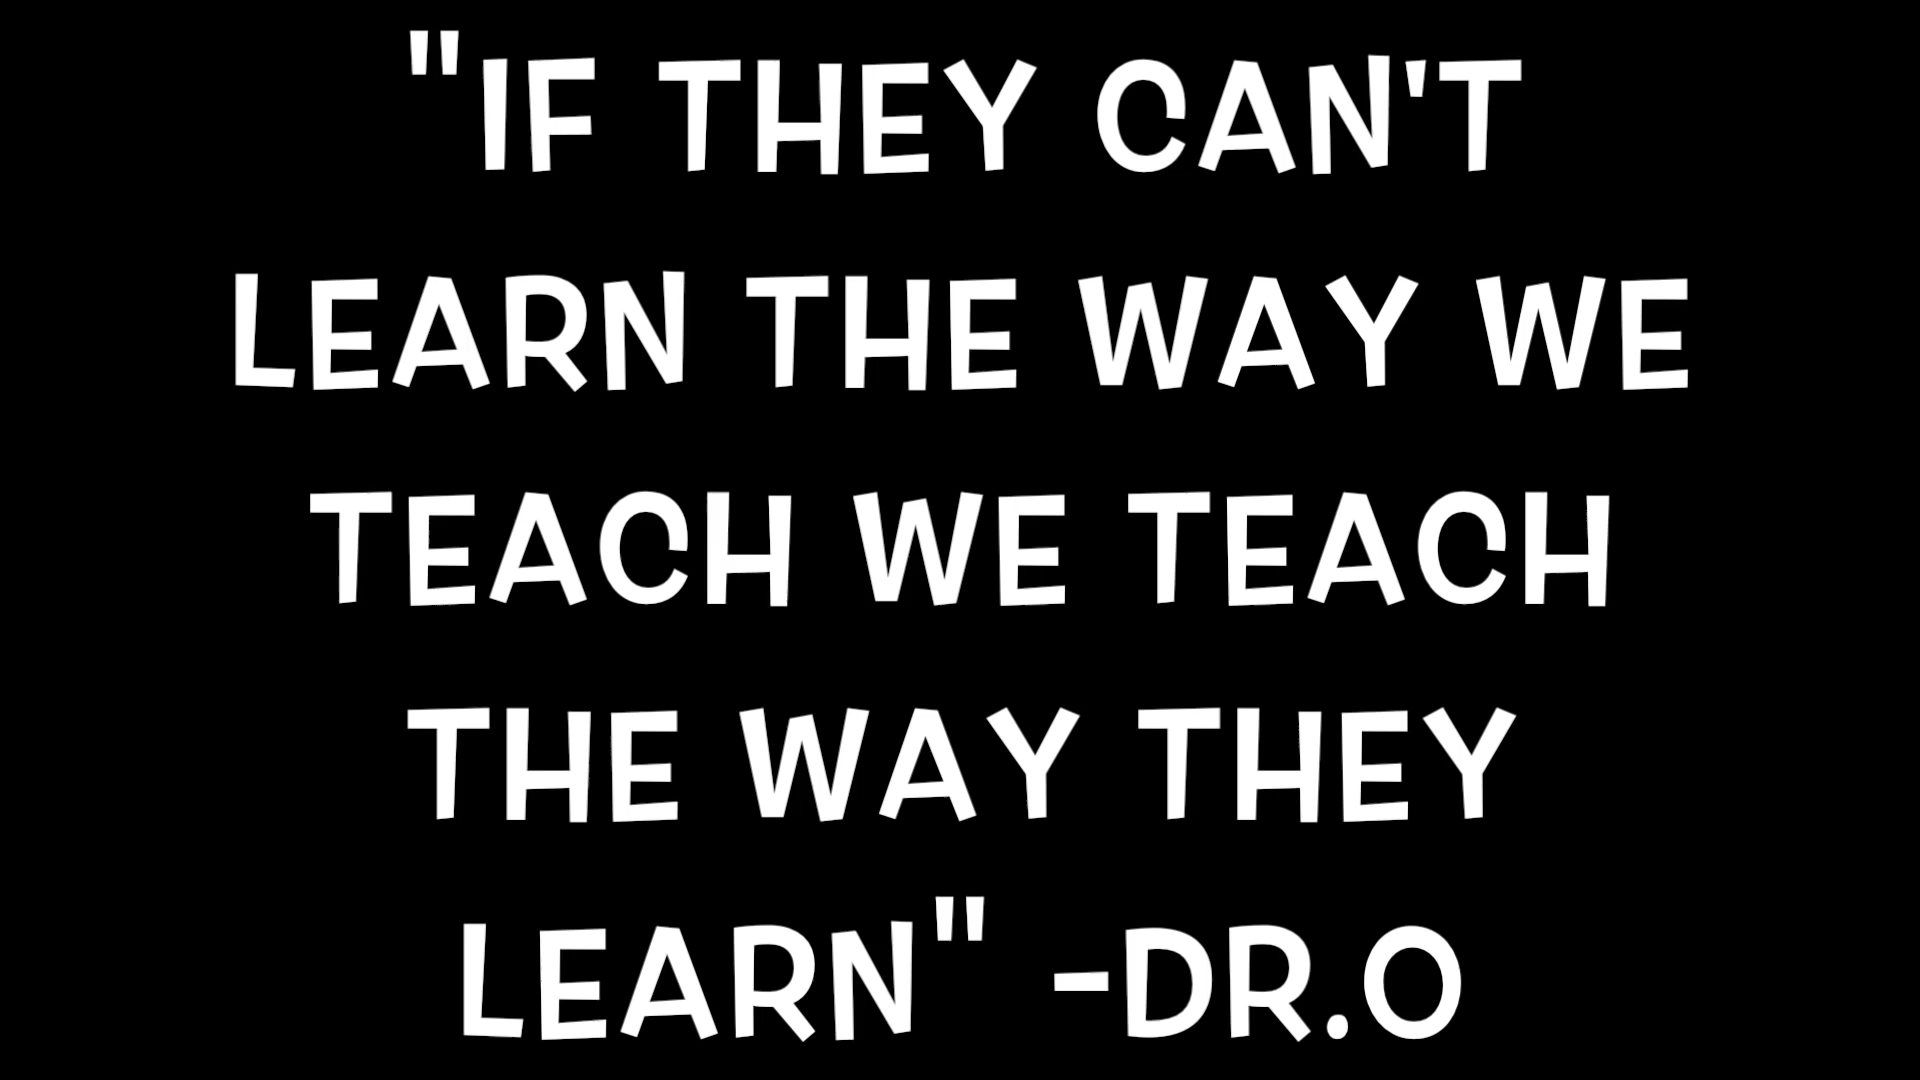 "IF THEY CAN'T
LEARN THE WAY WE
TEACH WE TEACH
THE WAY THEY
LEARN" -DR.O